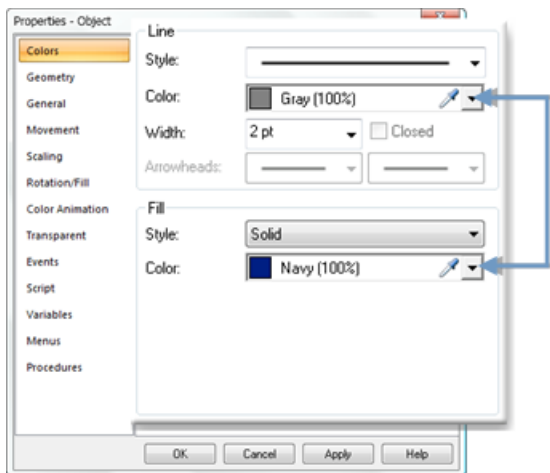 Properties - Object
Colors
Geometry
General
Movement
Scaling
Rotation/Fill
Color Animation
Transparent
Events
Script
Variables
Menus
Procedures
Line
Style:
Color: Gray (100%)
Width: 2 pt Closed
Arrowheads:
Fill
Style: Solid
Color: Navy (100%)
OK Cancel Apply Help